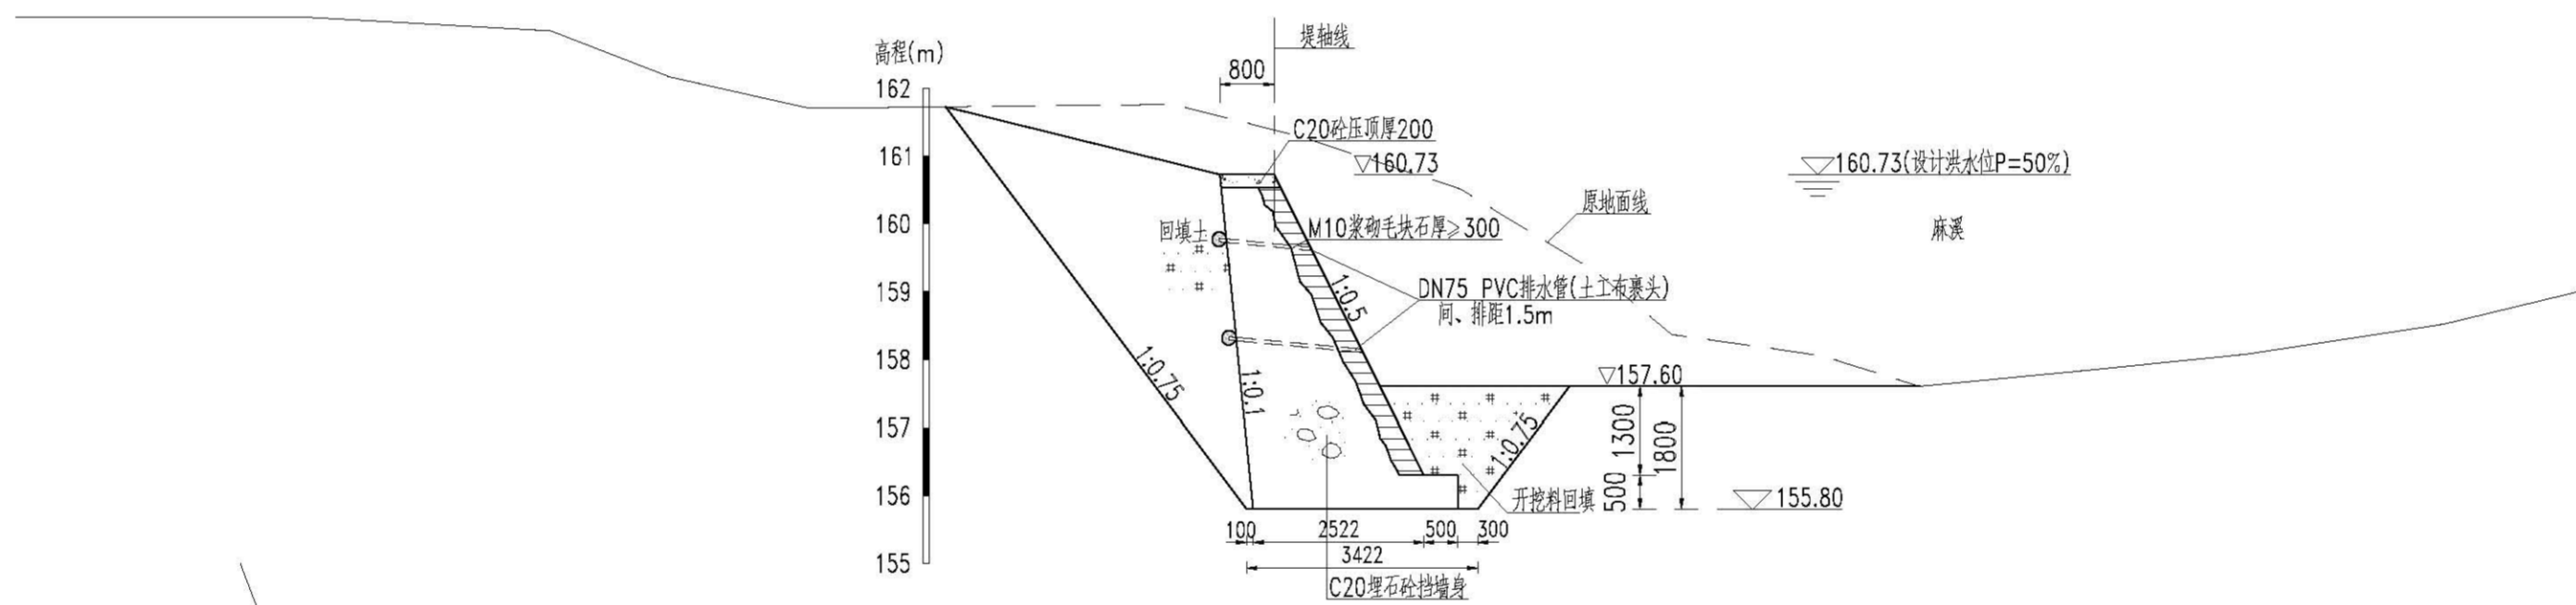 堤轴线
高程(m)
800
162
C20砼压顶厚200
161
▽160.73
▽160.73(设计洪水位P=50%)
原地面线
160
回填土
M10浆砌毛块石厚≥300
麻溪
159
1:0.5
DN75 PVC排水管(土工布裹头)
间、排距1.5m
158
1:0.75
1:0.1
▽157.60
157
1:0.75
1300
1800
500
156
开挖料回填
▽155.80
100
2522
500
300
3422
155
C20埋石砼挡墙身